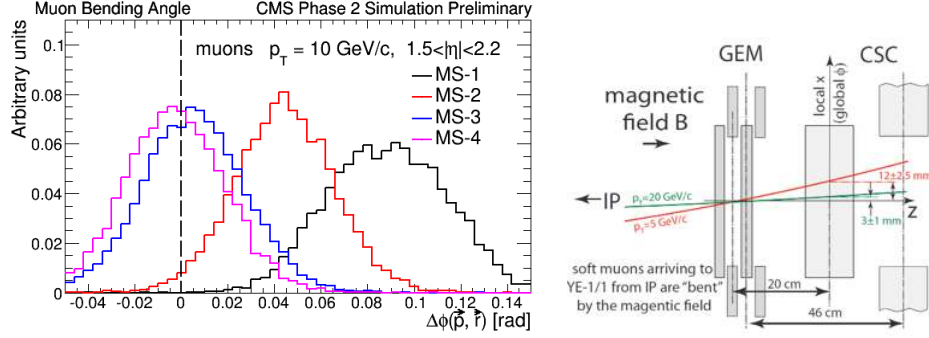 Muon Bending Angle
CMS Phase 2 Simulation Preliminary
Arbitrary units
0.1
0.08
0.06
0.04
0.02
0
muons p_T = 10 GeV/c, 1.5<|η|<2.2
MS-1
MS-2
MS-3
MS-4
-0.04 -0.02 0 0.02 0.04 0.06 0.08 0.1 0.12 0.14
Δϕ(p⃗, r⃗) [rad]
GEM
CSC
local x
(global ϕ)
magnetic
field B
12±2.5 mm
IP
p_T=20 GeV/c
p_T=5 GeV/c
Z
3±1 mm
soft muons arriving to
YE-1/1 from IP are "bent"
by the magentic field
20 cm
46 cm